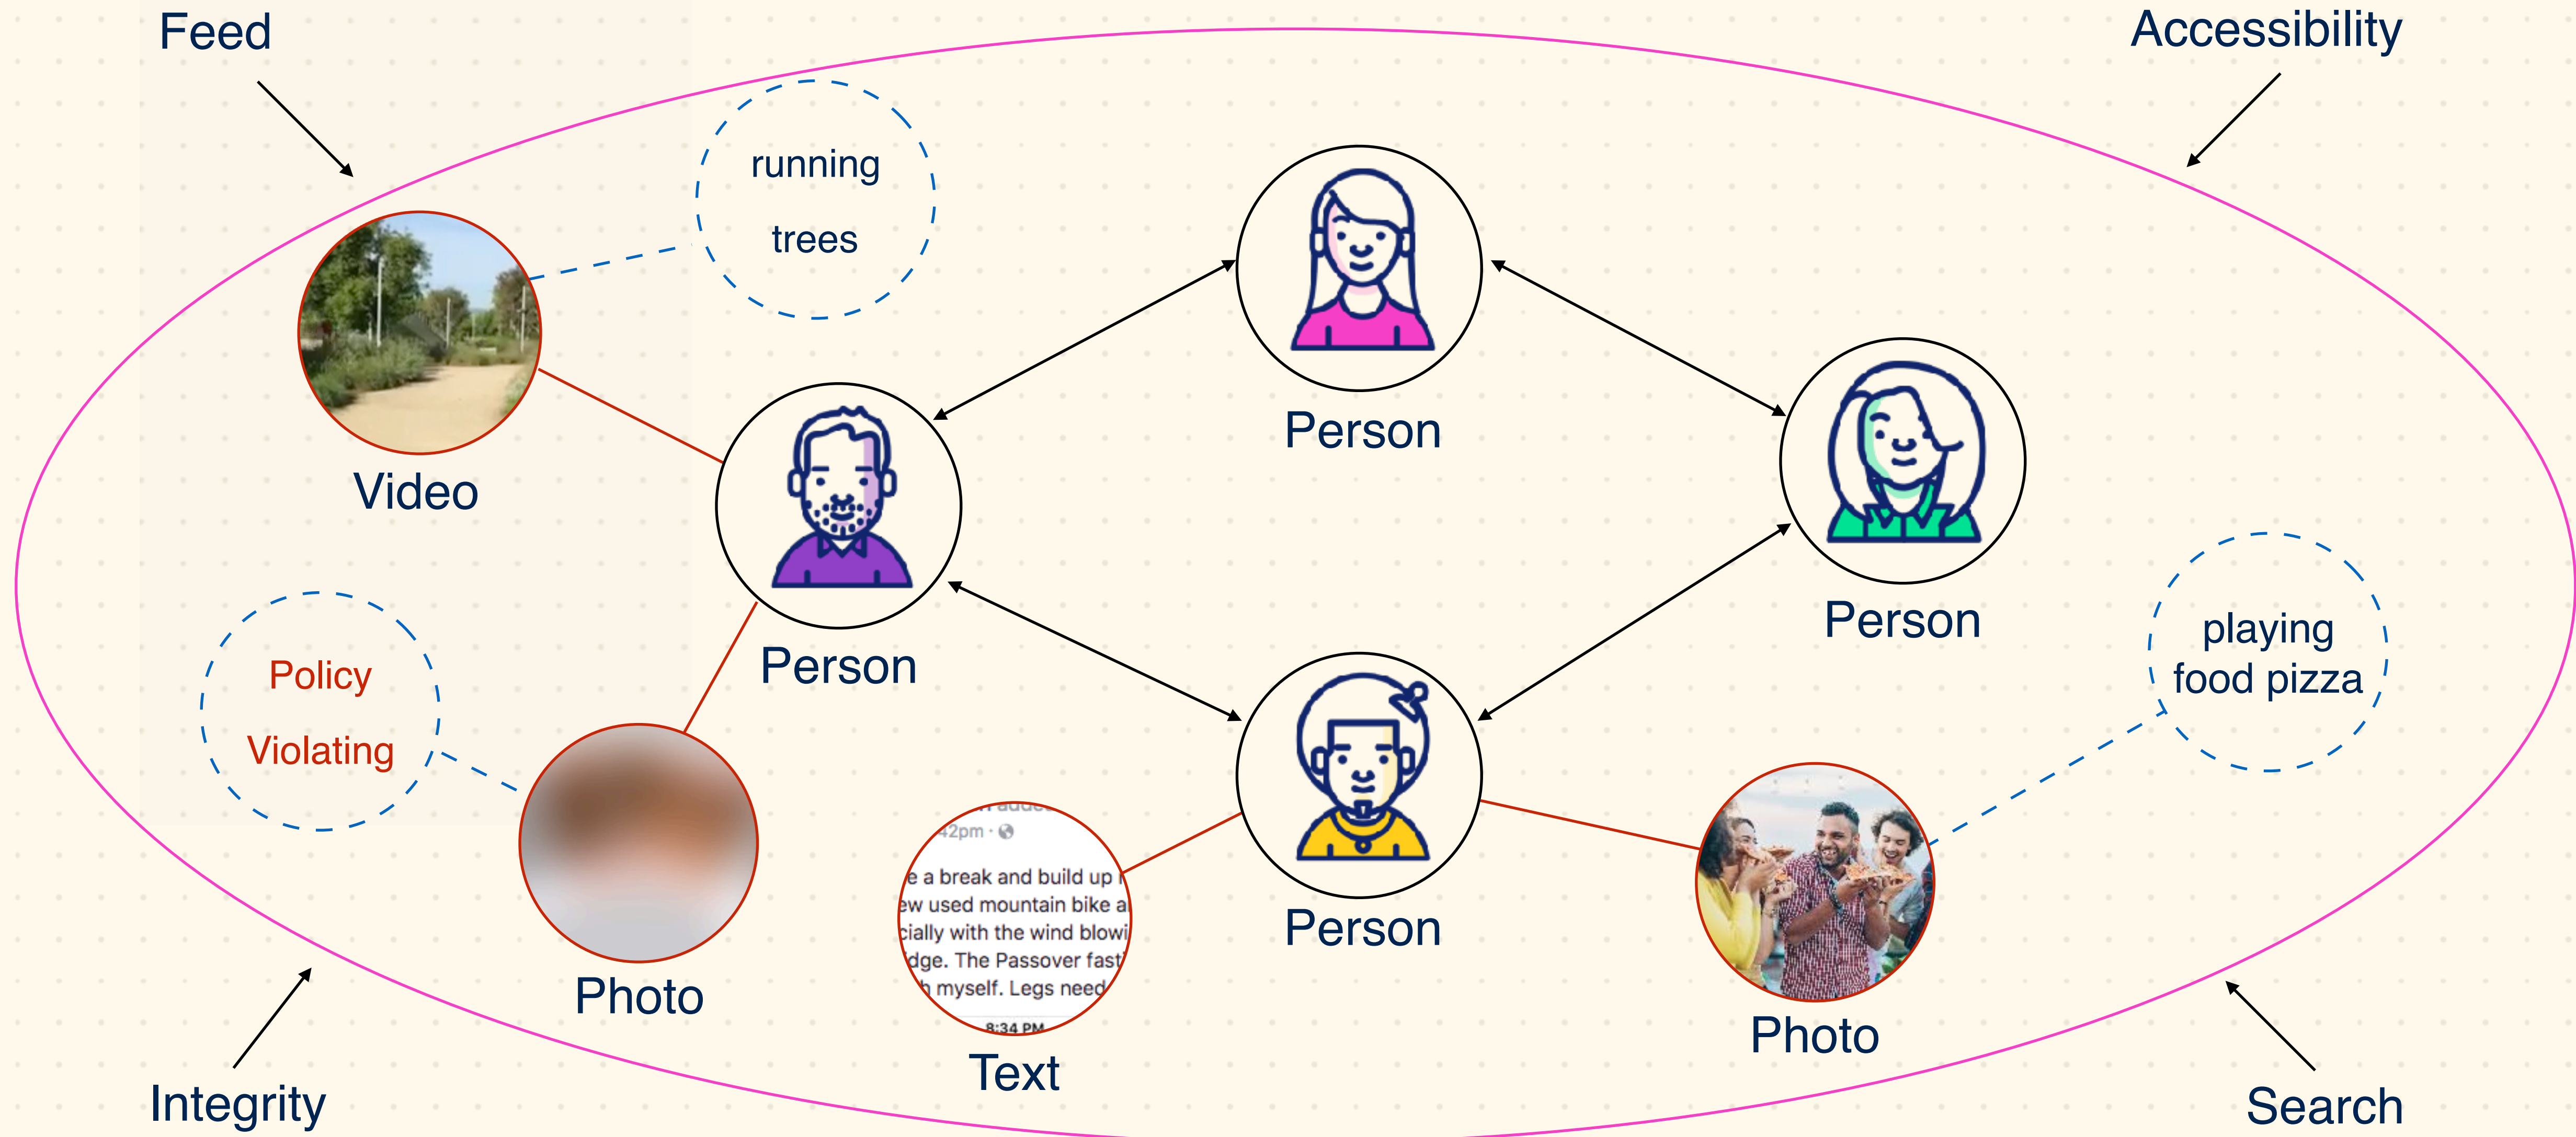 Feed
Accessibility
running
trees
Person
Video
Person
Person
playing
food pizza
Policy
Violating
Person
42pm ·
e a break and build up
ew used mountain bike a
cially with the wind blowi
dge. The Passover fast
h myself. Legs need
8:34 PM
Photo
Text
Photo
Integrity
Search